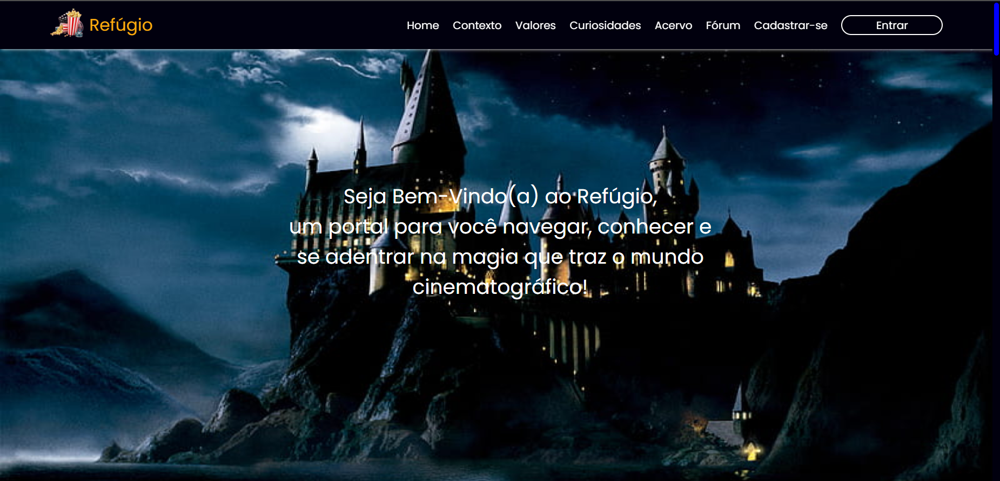 Refúgio
Home Contexto Valores Curiosidades Acervo Fórum Cadastrar-se Entrar
Seja Bem-Vindo(a) ao Refúgio,
um portal para você navegar, conhecer e
se adentrar na magia que traz o mundo
cinematográfico!